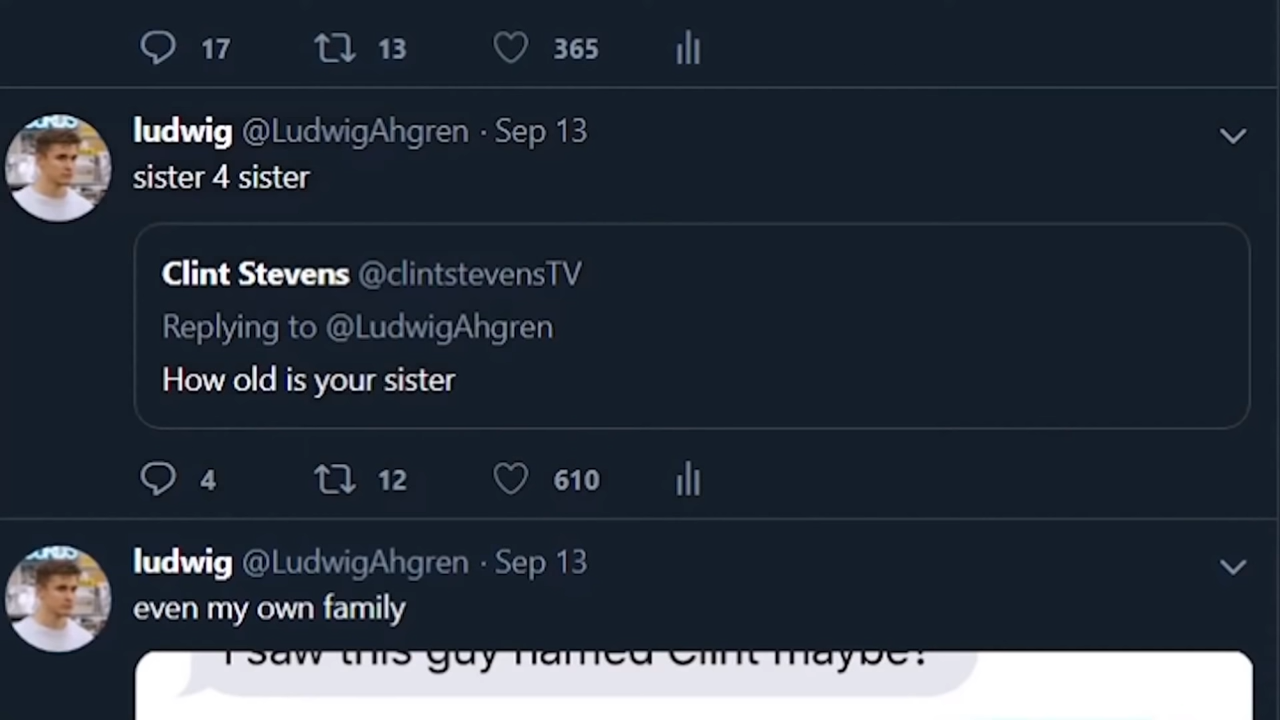 17 13 365
ludwig @LudwigAhgren · Sep 13
sister 4 sister
Clint Stevens @clintstevensTV
Replying to @LudwigAhgren
How old is your sister
4 12 610
ludwig @LudwigAhgren · Sep 13
even my own family
I saw this guy named Clint maybe?